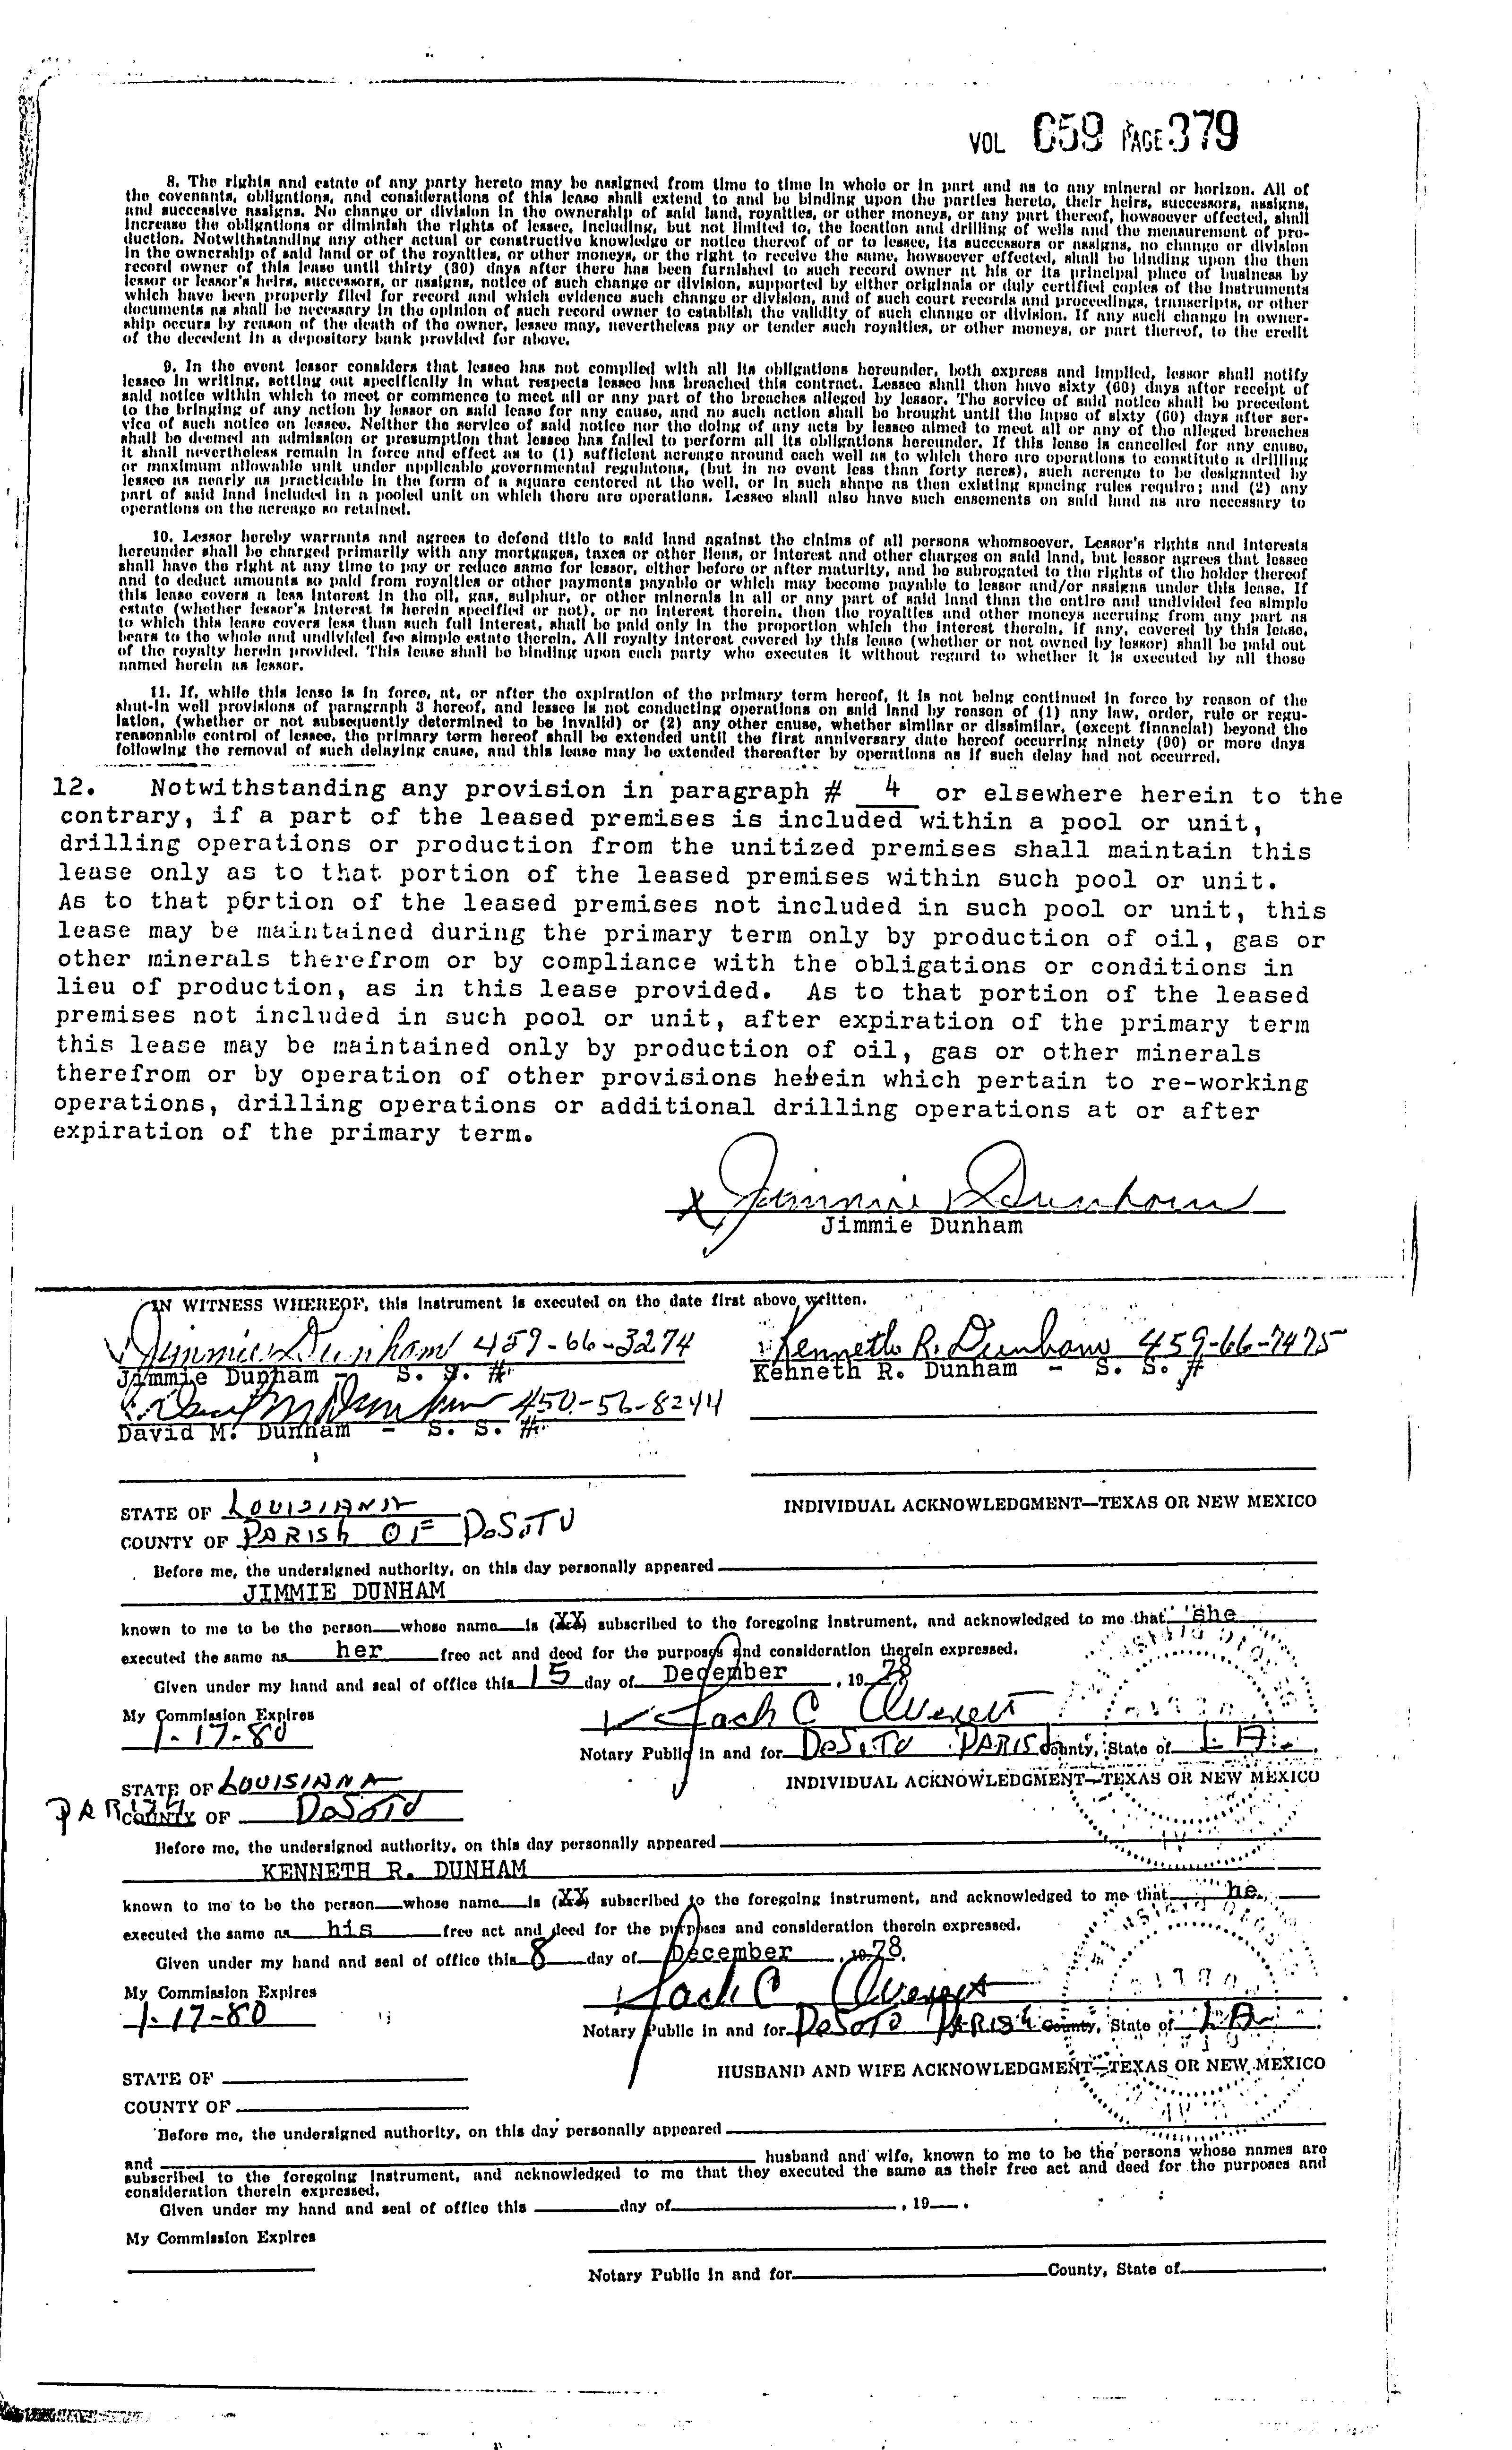 VOL 659 PAGE 379
8. The rights and estate of any party hereto may be assigned from time to time in whole or in part and as to any mineral or horizon. All of
the covenants, obligations, and considerations of this lease shall extend to and be binding upon the parties hereto, their heirs, successors, assigns,
and successive assigns. No change or division in the ownership of said land, royalties, or other moneys, or any part thereof, howsoever effected, shall
increase the obligations or diminish the rights of lessee, including, but not limited to, the location and drilling of wells and the measurement of pro-
duction. Notwithstanding any other actual or constructive knowledge or notice thereof of or to lessee, its successors or assigns, no change or division
in the ownership of said land or of the royalties, or other moneys, or the right to receive the same, howsoever effected, shall be binding upon the then
record owner of this lease until thirty (30) days after there has been furnished to such record owner at his or its principal place of business by
lessor or lessor's heirs, successors, or assigns, notice of such change or division, supported by either originals or duly certified copies of the instruments
which have been properly filed for record and which evidence such change or division, and of such court records and proceedings, transcripts, or other
documents as shall be necessary in the opinion of such record owner to establish the validity of such change or division. If any such change in owner-
ship occurs by reason of the death of the owner, lessee may, nevertheless pay or tender such royalties, or other moneys, or part thereof, to the credit
of the decedent in a depository bank provided for above.
9. In the event lessor considers that lessee has not complied with all its obligations hereunder, both express and implied, lessor shall notify
lessee in writing, setting out specifically in what respects lessee has breached this contract. Lessee shall then have sixty (60) days after receipt of
said notice within which to meet or commence to meet all or any part of the breaches alleged by lessor. The service of said notice shall be precedent
to the bringing of any action by lessor on said lease for any cause, and no such action shall be brought until the lapse of sixty (60) days after ser-
vice of such notice on lessee. Neither the service of said notice nor the doing of any acts by lessee aimed to meet all or any of the alleged breaches
shall be deemed an admission or presumption that lessee has failed to perform all its obligations hereunder. If this lease is cancelled for any cause,
it shall nevertheless remain in force and effect as to (1) sufficient acreage around each well as to which there are operations to constitute a drilling
or maximum allowable unit under applicable governmental regulatons, (but in no event less than forty acres), such acreage to be designated by
lessee as nearly as practicable in the form of a square centered at the well, or in such shape as then existing spacing rules require; and (2) any
part of said land included in a pooled unit on which there are operations. Lessee shall also have such easements on said land as are necessary to
operations on the acreage so retained.
10. Lessor hereby warrants and agrees to defend title to said land against the claims of all persons whomsoever. Lessor's rights and interests
hereunder shall be charged primarily with any mortgages, taxes or other liens, or interest and other charges on said land, but lessor agrees that lessee
shall have the right at any time to pay or reduce same for lessor, either before or after maturity, and be subrogated to the rights of the holder thereof
and to deduct amounts so paid from royalties or other payments payable or which may become payable to lessor and/or assigns under this lease. If
this lease covers a less interest in the oil, gas, sulphur, or other minerals in all or any part of said land than the entire and undivided fee simple
estate (whether lessor's interest is herein specified or not), or no interest therein, then the royalties and other moneys accruing from any part as
to which this lease covers less than such full interest, shall be paid only in the proportion which the interest therein, if any, covered by this lease,
bears to the whole and undivided fee simple estate therein. All royalty interest covered by this lease (whether or not owned by lessor) shall be paid out
of the royalty herein provided. This lease shall be binding upon each party who executes it without regard to whether it is executed by all those
named herein as lessor.
11. If, while this lease is in force, at, or after the expiration of the primary term hereof, it is not being continued in force by reason of the
shut-in well provisions of paragraph 3 hereof, and lessee is not conducting operations on said land by reason of (1) any law, order, rule or regu-
lation, (whether or not subsequently determined to be invalid) or (2) any other cause, whether similar or dissimilar, (except financial) beyond the
reasonable control of lessee, the primary term hereof shall be extended until the first anniversary date hereof occurring ninety (90) or more days
following the removal of such delaying cause, and this lease may be extended thereafter by operations as if such delay had not occurred.
12. Notwithstanding any provision in paragraph # 4 or elsewhere herein to the
contrary, if a part of the leased premises is included within a pool or unit,
drilling operations or production from the unitized premises shall maintain this
lease only as to that portion of the leased premises within such pool or unit.
As to that portion of the leased premises not included in such pool or unit, this
lease may be maintained during the primary term only by production of oil, gas or
other minerals therefrom or by compliance with the obligations or conditions in
lieu of production, as in this lease provided. As to that portion of the leased
premises not included in such pool or unit, after expiration of the primary term
this lease may be maintained only by production of oil, gas or other minerals
therefrom or by operation of other provisions herein which pertain to re-working
operations, drilling operations or additional drilling operations at or after
expiration of the primary term.
x Jimmie Dunham
Jimmie Dunham
IN WITNESS WHEREOF, this instrument is executed on the date first above written.
Jimmie Dunham 459-66-3274 Kenneth R. Dunham 459-66-7475
Jimmie Dunham - S. S. # Kenneth R. Dunham - S. S. #
David M Dunham 450-56-8244
David M. Dunham - S. S. #
STATE OF LOUISIANA INDIVIDUAL ACKNOWLEDGMENT—TEXAS OR NEW MEXICO
COUNTY OF PARISh OF DeSOTO
Before me, the undersigned authority, on this day personally appeared
JIMMIE DUNHAM
known to me to be the person whose name is (XX) subscribed to the foregoing instrument, and acknowledged to me that she
executed the same as her free act and deed for the purposes and consideration therein expressed.
Given under my hand and seal of office this 15 day of December, 1978
My Commission Expires Jack C Averett
1-17-80
Notary Public in and for DeSOTO PARISh County, State of LA.
STATE OF LOUISIANA INDIVIDUAL ACKNOWLEDGMENT—TEXAS OR NEW MEXICO
PARISH COUNTY OF DeSOTO
Before me, the undersigned authority, on this day personally appeared
KENNETH R. DUNHAM
known to me to be the person whose name is (XX) subscribed to the foregoing instrument, and acknowledged to me that he
executed the same as his free act and deed for the purposes and consideration therein expressed.
Given under my hand and seal of office this 8 day of December, 1978.
My Commission Expires Jack C Averett
1-17-80
Notary Public in and for DeSOTO PARISh County, State of LA
STATE OF HUSBAND AND WIFE ACKNOWLEDGMENT—TEXAS OR NEW MEXICO
COUNTY OF
Before me, the undersigned authority, on this day personally appeared
and husband and wife, known to me to be the persons whose names are
subscribed to the foregoing instrument, and acknowledged to me that they executed the same as their free act and deed for the purposes and
consideration therein expressed.
Given under my hand and seal of office this day of , 19 .
My Commission Expires
Notary Public in and for County, State of .